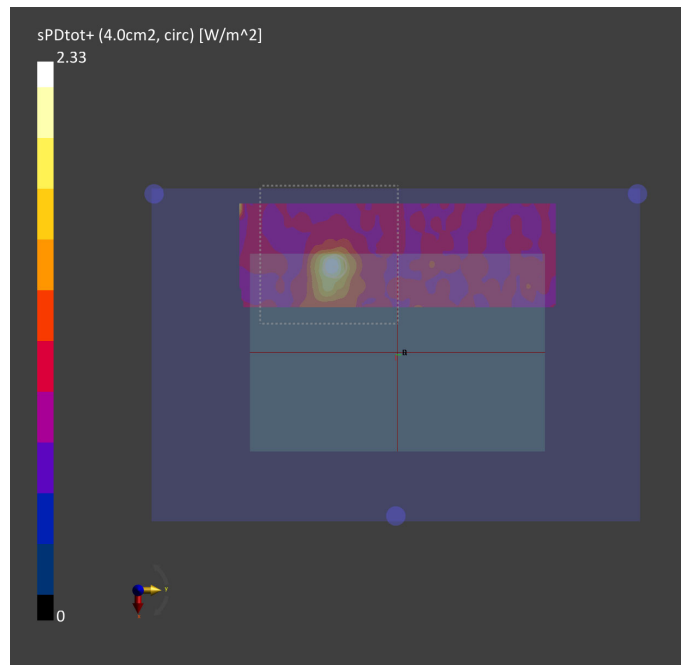 sPDtot+ (4.0cm2, circ) [W/m^2]
2.33
0
y